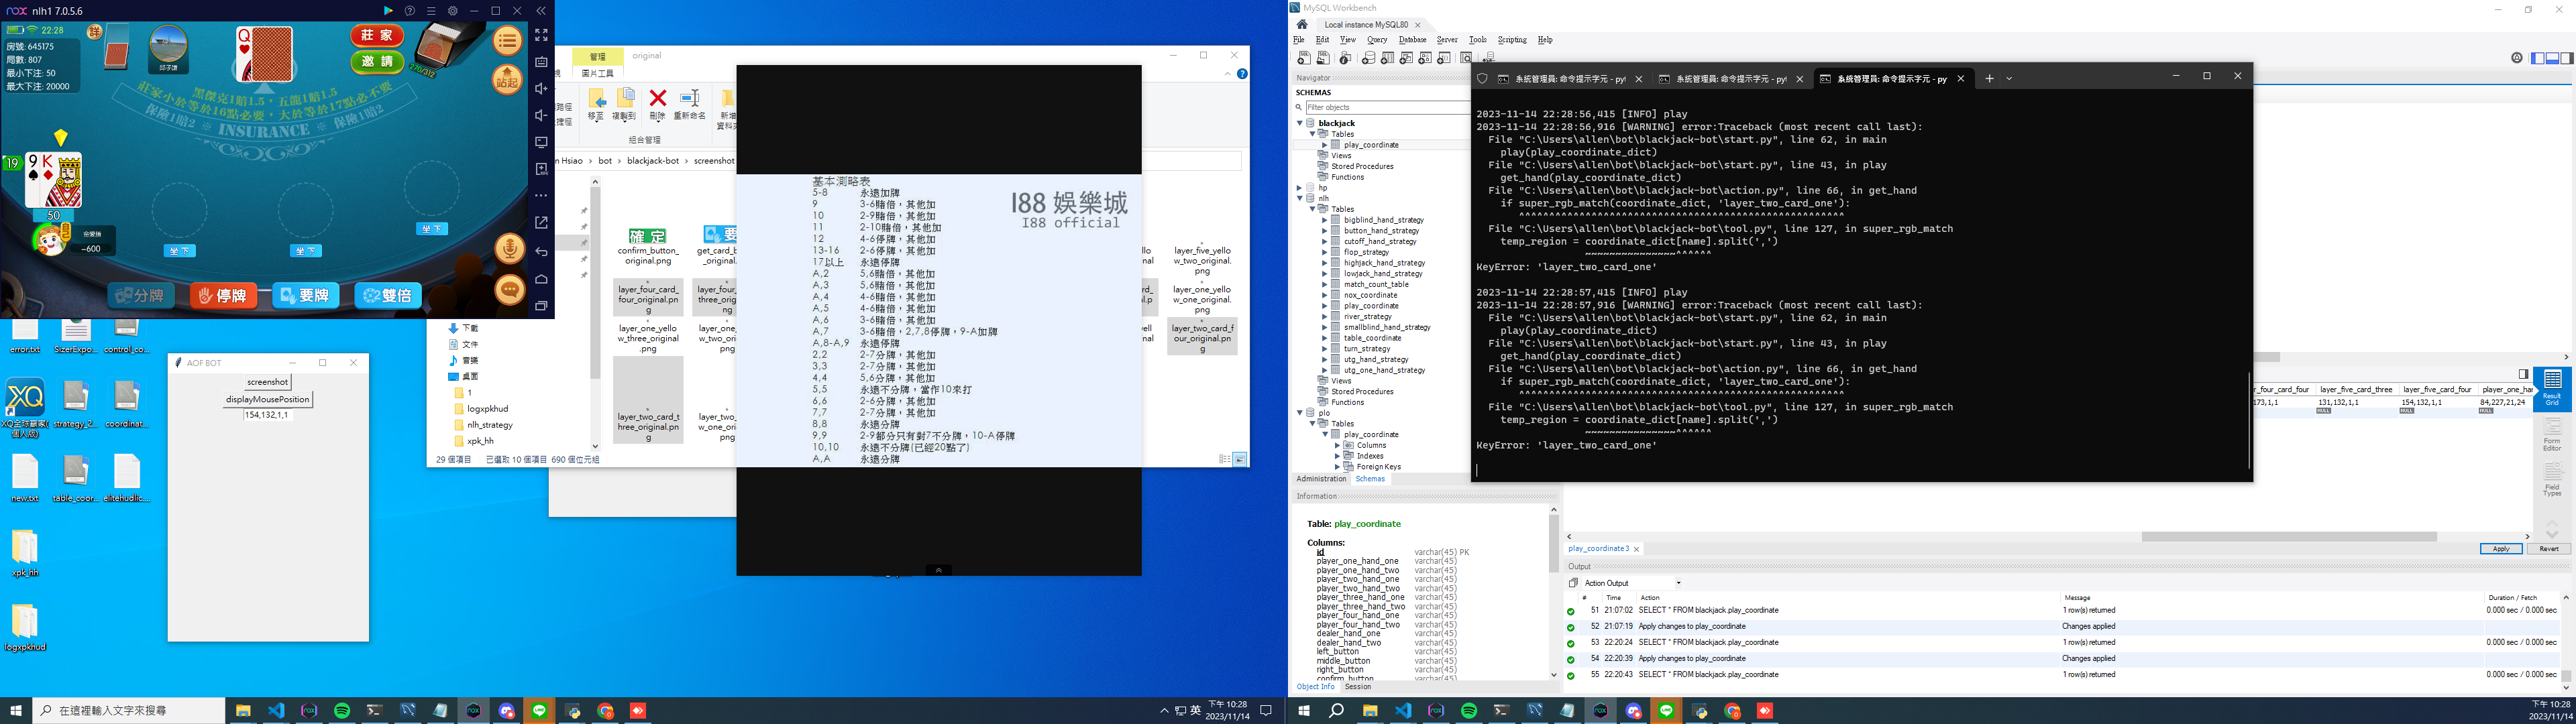 nox nlh1 7.0.5.6
22:28
詳
房號: 645175
局數: 807
最小下注: 50
最大下注: 20000
邱子讀
Q
莊 家
邀 請
270/312
站起
黑傑克1賠1.5，五龍1賠1.5
莊家小於等於16點必要，大於等於17點必不要
保險1賠2 ※ INSURANCE ※ 保險1賠2
19
9 K
50
自己
-600
坐 下
坐 下
坐 下
分牌
停牌
要牌
雙倍
error.txt
SizerExpo...
control_co...
XQ全球贏家(個人版)
strategy_2...
coordinat...
new.txt
table_coor...
elitehudlic...
xpk_hh
logxpkhud
AOF BOT
screenshot
displayMousePosition
154,132,1,1
管理
original
圖片工具
移至
複製到
刪除
重新命名
新增
資料夾
組合管理
n Hsiao › bot › blackjack-bot › screenshot
確 定
confirm_button_original.png
get_card_b
_original.png
layer_four_card_four_original.png
layer_one_yellow_three_original.png
layer_two_card_three_original.png
layer_five_yellow_two_original.png
layer_one_yellow_one_original.png
layer_two_card_four_original.png
下載
文件
音樂
桌面
1
logxpkhud
nlh_strategy
xpk_hh
29 個項目 已選取 10 個項目 690 個位元組
基本測略表
5-8 永遠加牌
9 3-6賭倍，其他加
10 2-9賭倍，其他加
11 2-10賭倍，其他加
12 4-6停牌，其他加
13-16 2-6停牌，其他加
17以上 永遠停牌
A,2 5,6賭倍，其他加
A,3 5,6賭倍，其他加
A,4 4-6賭倍，其他加
A,5 4-6賭倍，其他加
A,6 3-6賭倍，其他加
A,7 3-6賭倍，2,7,8停牌，9-A加牌
A,8-A,9 永遠停牌
2,2 2-7分牌，其他加
3,3 2-7分牌，其他加
4,4 5,6分牌，其他加
5,5 永遠不分牌，當作10來打
6,6 2-6分牌，其他加
7,7 2-7分牌，其他加
8,8 永遠分牌
9,9 2-9部分只有對7不分牌，10-A停牌
10,10 永遠不分牌(已經20點了)
A,A 永遠分牌
I88 娛樂城
I88 official
在這裡輸入文字來搜尋
英
下午 10:28
2023/11/14
MySQL Workbench
Local instance MySQL80
File Edit View Query Database Server Tools Scripting Help
Navigator
SCHEMAS
Filter objects
blackjack
Tables
play_coordinate
Views
Stored Procedures
Functions
hp
nlh
Tables
bigblind_hand_strategy
button_hand_strategy
cutoff_hand_strategy
flop_strategy
highjack_hand_strategy
lowjack_hand_strategy
match_count_table
nox_coordinate
play_coordinate
river_strategy
smallblind_hand_strategy
table_coordinate
turn_strategy
utg_hand_strategy
utg_one_hand_strategy
Views
Stored Procedures
Functions
plo
Tables
play_coordinate
Columns
Indexes
Foreign Keys
Administration Schemas
Information
Table: play_coordinate
Columns:
id varchar(45) PK
player_one_hand_one varchar(45)
player_one_hand_two varchar(45)
player_two_hand_one varchar(45)
player_two_hand_two varchar(45)
player_three_hand_one varchar(45)
player_three_hand_two varchar(45)
player_four_hand_one varchar(45)
player_four_hand_two varchar(45)
dealer_hand_one varchar(45)
dealer_hand_two varchar(45)
left_button varchar(45)
middle_button varchar(45)
right_button varchar(45)
confirm_button varchar(45)
Object Info Session
系統管理員: 命令提示字元 - pyt
系統管理員: 命令提示字元 - pyt
系統管理員: 命令提示字元 - py
2023-11-14 22:28:56,415 [INFO] play
2023-11-14 22:28:56,916 [WARNING] error:Traceback (most recent call last):
File "C:\Users\allen\bot\blackjack-bot\start.py", line 62, in main
play(play_coordinate_dict)
File "C:\Users\allen\bot\blackjack-bot\start.py", line 43, in play
get_hand(play_coordinate_dict)
File "C:\Users\allen\bot\blackjack-bot\action.py", line 66, in get_hand
if super_rgb_match(coordinate_dict, 'layer_two_card_one'):
^^^^^^^^^^^^^^^^^^^^^^^^^^^^^^^^^^^^^^^^^^^^^^^^^^^^^^
File "C:\Users\allen\bot\blackjack-bot\tool.py", line 127, in super_rgb_match
temp_region = coordinate_dict[name].split(',')
~~~~~~~~~~~~~~~^^^^^^
KeyError: 'layer_two_card_one'
2023-11-14 22:28:57,415 [INFO] play
2023-11-14 22:28:57,916 [WARNING] error:Traceback (most recent call last):
File "C:\Users\allen\bot\blackjack-bot\start.py", line 62, in main
play(play_coordinate_dict)
File "C:\Users\allen\bot\blackjack-bot\start.py", line 43, in play
get_hand(play_coordinate_dict)
File "C:\Users\allen\bot\blackjack-bot\action.py", line 66, in get_hand
if super_rgb_match(coordinate_dict, 'layer_two_card_one'):
^^^^^^^^^^^^^^^^^^^^^^^^^^^^^^^^^^^^^^^^^^^^^^^^^^^^^^
File "C:\Users\allen\bot\blackjack-bot\tool.py", line 127, in super_rgb_match
temp_region = coordinate_dict[name].split(',')
~~~~~~~~~~~~~~~^^^^^^
KeyError: 'layer_two_card_one'
r_four_card_four layer_five_card_three layer_five_card_four player_one_har
173,1,1 131,132,1,1 154,132,1,1 84,227,21,24
NULL NULL NULL
Result Grid
Form Editor
Field Types
play_coordinate 3
Apply Revert
Output
Action Output
# Time Action Message Duration / Fetch
51 21:07:02 SELECT * FROM blackjack.play_coordinate 1 row(s) returned 0.000 sec / 0.000 sec
52 21:07:19 Apply changes to play_coordinate Changes applied
53 22:20:24 SELECT * FROM blackjack.play_coordinate 1 row(s) returned 0.000 sec / 0.000 sec
54 22:20:39 Apply changes to play_coordinate Changes applied
55 22:20:43 SELECT * FROM blackjack.play_coordinate 1 row(s) returned 0.000 sec / 0.000 sec
下午 10:28
2023/11/14